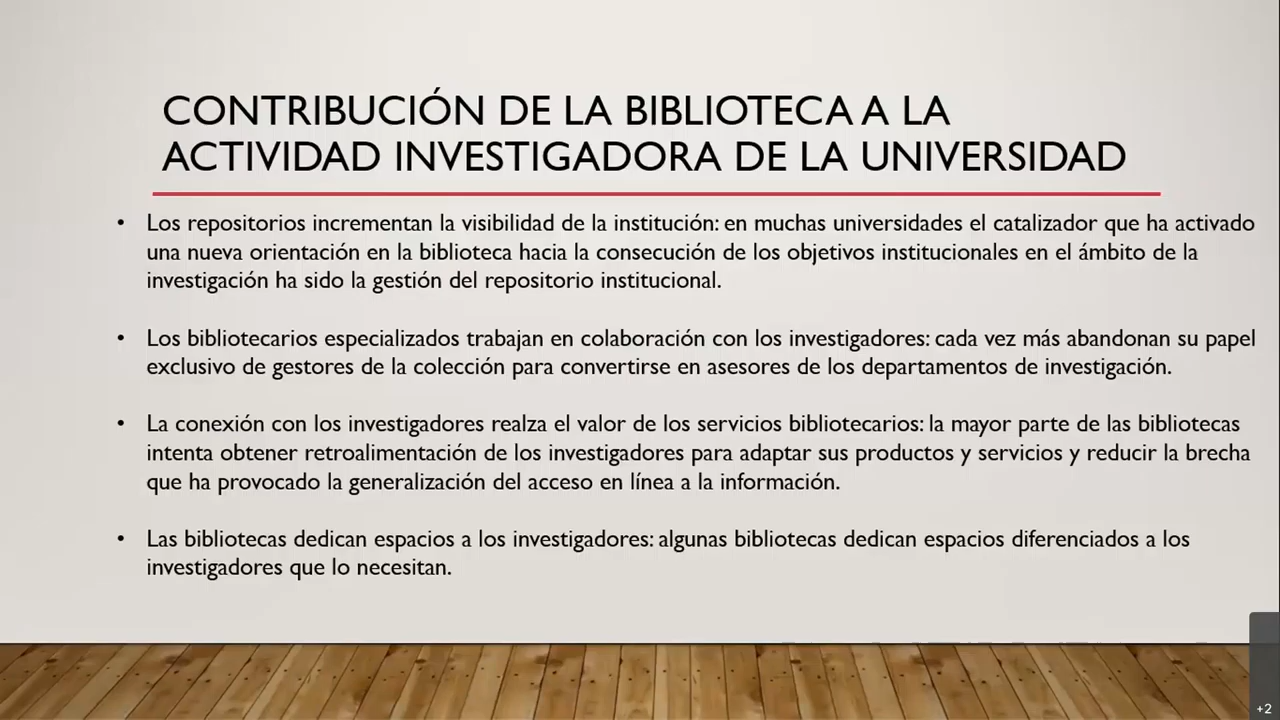 CONTRIBUCIÓN DE LA BIBLIOTECA A LA
ACTIVIDAD INVESTIGADORA DE LA UNIVERSIDAD
• Los repositorios incrementan la visibilidad de la institución: en muchas universidades el catalizador que ha activado
una nueva orientación en la biblioteca hacia la consecución de los objetivos institucionales en el ámbito de la
investigación ha sido la gestión del repositorio institucional.
• Los bibliotecarios especializados trabajan en colaboración con los investigadores: cada vez más abandonan su papel
exclusivo de gestores de la colección para convertirse en asesores de los departamentos de investigación.
• La conexión con los investigadores realza el valor de los servicios bibliotecarios: la mayor parte de las bibliotecas
intenta obtener retroalimentación de los investigadores para adaptar sus productos y servicios y reducir la brecha
que ha provocado la generalización del acceso en línea a la información.
• Las bibliotecas dedican espacios a los investigadores: algunas bibliotecas dedican espacios diferenciados a los
investigadores que lo necesitan.
+2